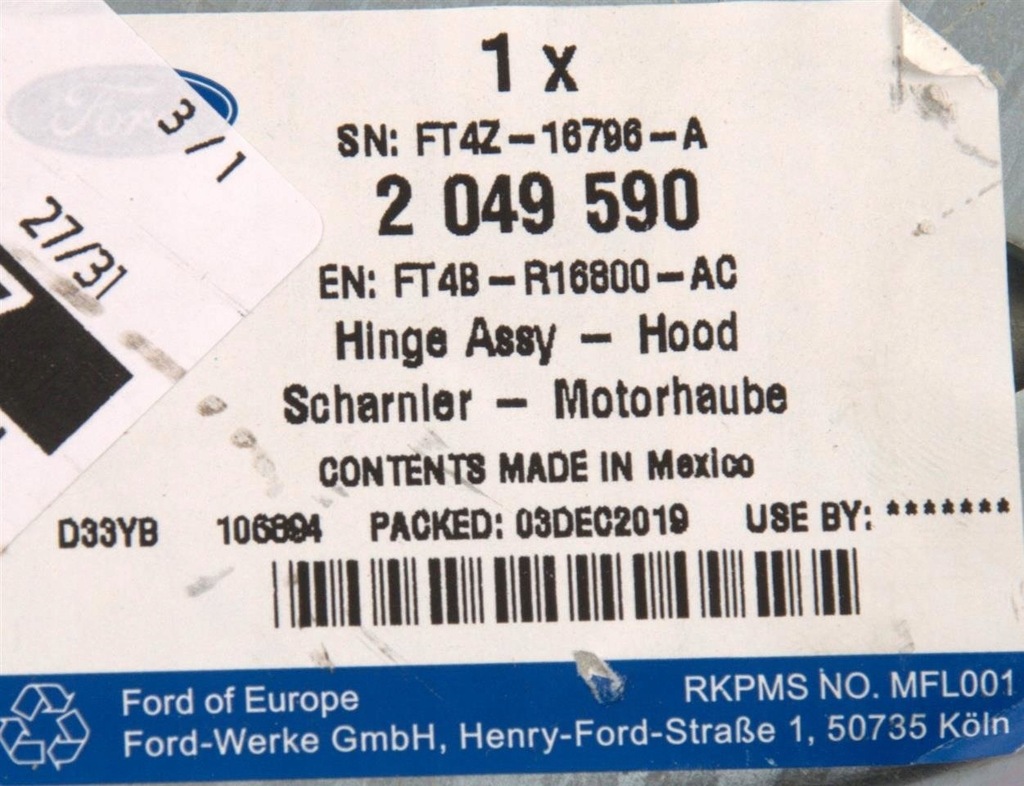 Ford
3/1
27/31
1 x
SN: FT4Z-16796-A
2 049 590
EN: FT4B-R16800-AC
Hinge Assy - Hood
Scharnier - Motorhaube
CONTENTS MADE IN Mexico
D33YB 106894 PACKED: 03DEC2019 USE BY: *******
Ford of Europe RKPMS NO. MFL001
Ford-Werke GmbH, Henry-Ford-Straße 1, 50735 Köln